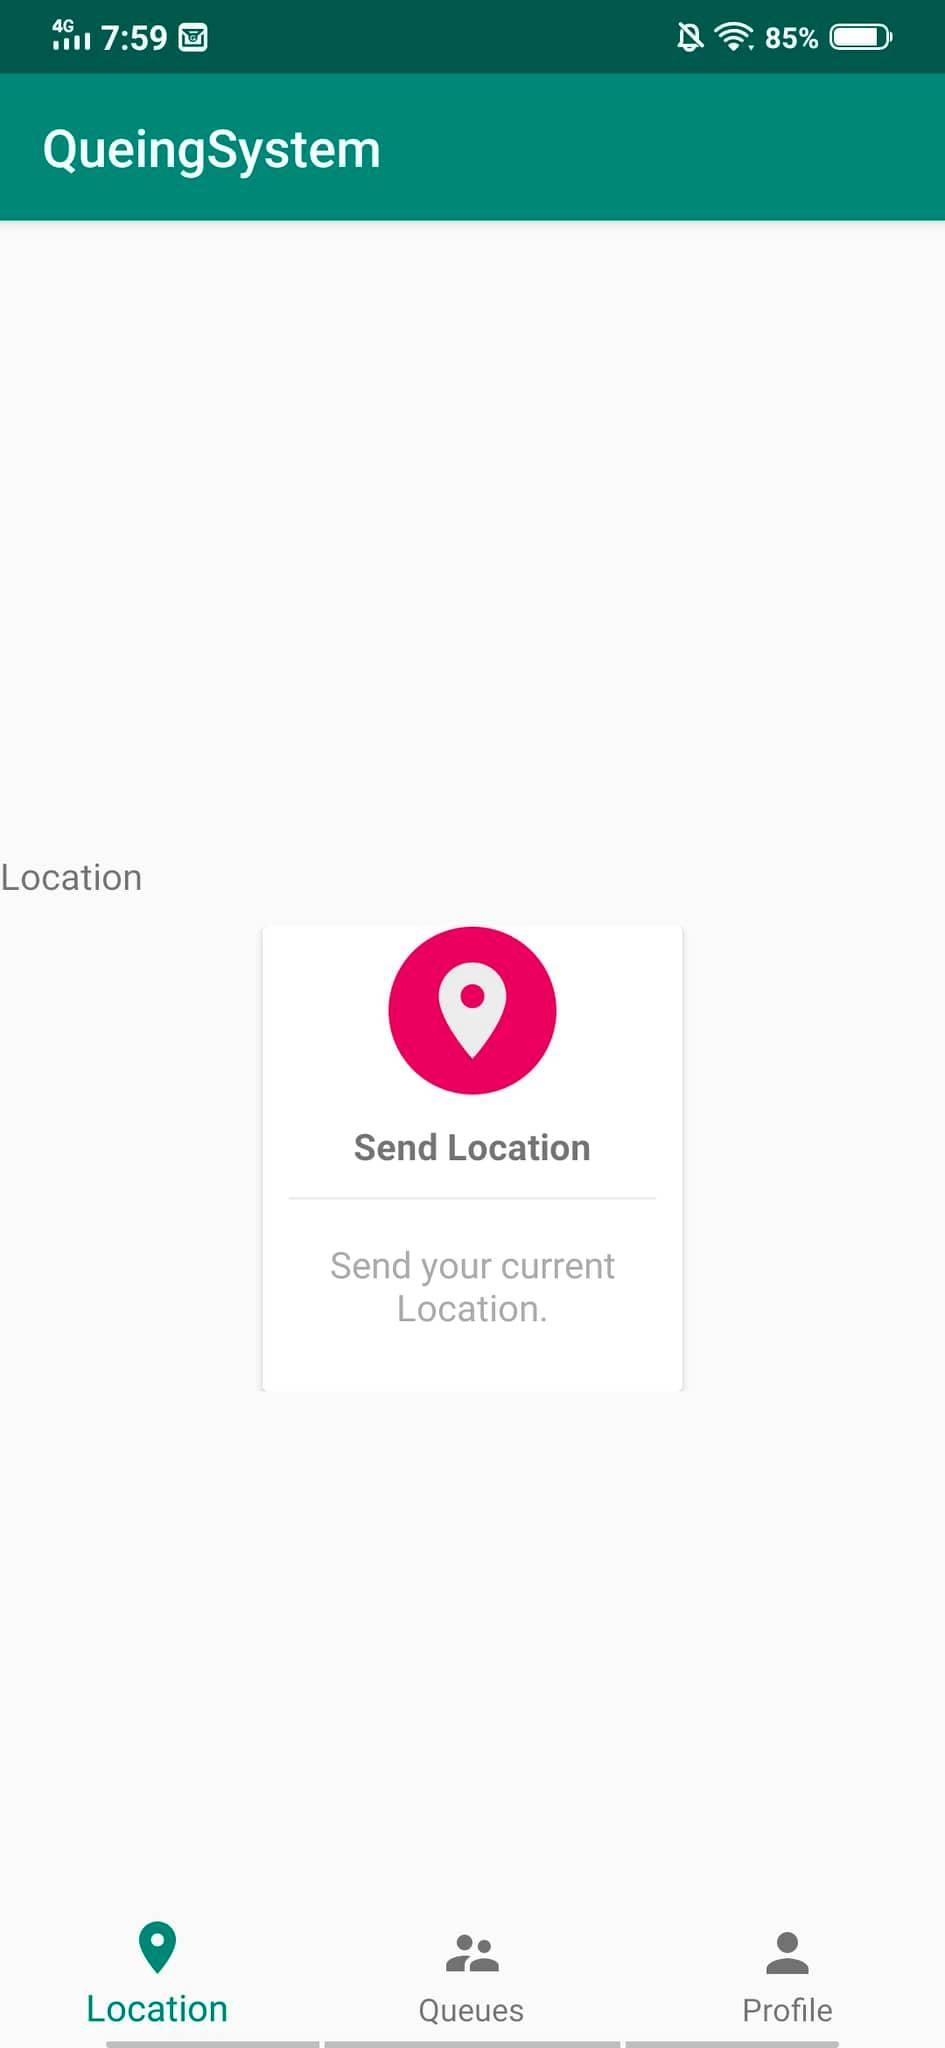 4G 7:59 85%
QueingSystem
Location
Send Location
Send your current
Location.
Location Queues Profile